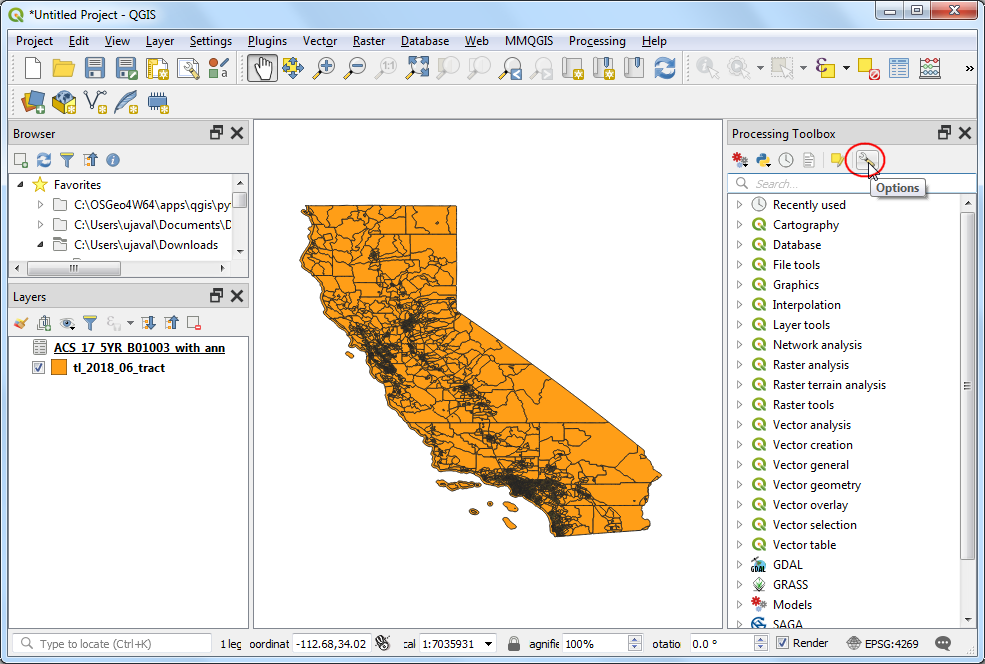 *Untitled Project - QGIS
Project Edit View Layer Settings Plugins Vector Raster Database Web MMQGIS Processing Help
Browser
Favorites
C:\OSGeo4W64\apps\qgis\py
C:\Users\ujaval\Documents\D
C:\Users\ujaval\Downloads
Layers
ACS_17_5YR_B01003_with_ann
tl_2018_06_tract
Processing Toolbox
Search...
Options
Recently used
Cartography
Database
File tools
Graphics
Interpolation
Layer tools
Network analysis
Raster analysis
Raster terrain analysis
Raster tools
Vector analysis
Vector creation
Vector general
Vector geometry
Vector overlay
Vector selection
Vector table
GDAL
GRASS
Models
SAGA
Type to locate (Ctrl+K) 1 leg oordinat -112.68,34.02 cal 1:7035931 agnifie 100% otatio 0.0 ° Render EPSG:4269